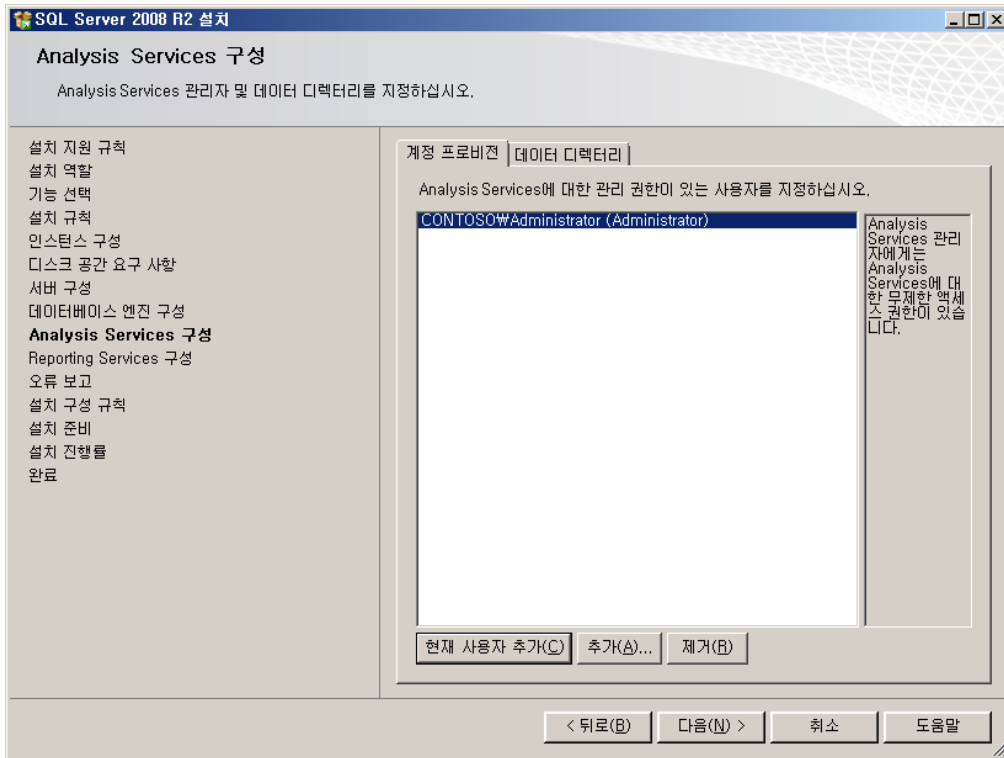 SQL Server 2008 R2 설치
Analysis Services 구성
Analysis Services 관리자 및 데이터 디렉터리를 지정하십시오.
설치 지원 규칙
설치 역할
기능 선택
설치 규칙
인스턴스 구성
디스크 공간 요구 사항
서버 구성
데이터베이스 엔진 구성
Analysis Services 구성
Reporting Services 구성
오류 보고
설치 구성 규칙
설치 준비
설치 진행률
완료
계정 프로비전
데이터 디렉터리
Analysis Services에 대한 관리 권한이 있는 사용자를 지정하십시오.
CONTOSO₩Administrator (Administrator)
Analysis
Services 관리
자에게는
Analysis
Services에 대
한 무제한 액세
스 권한이 있습
니다.
현재 사용자 추가(C)
추가(A)...
제거(R)
< 뒤로(B)
다음(N) >
취소
도움말